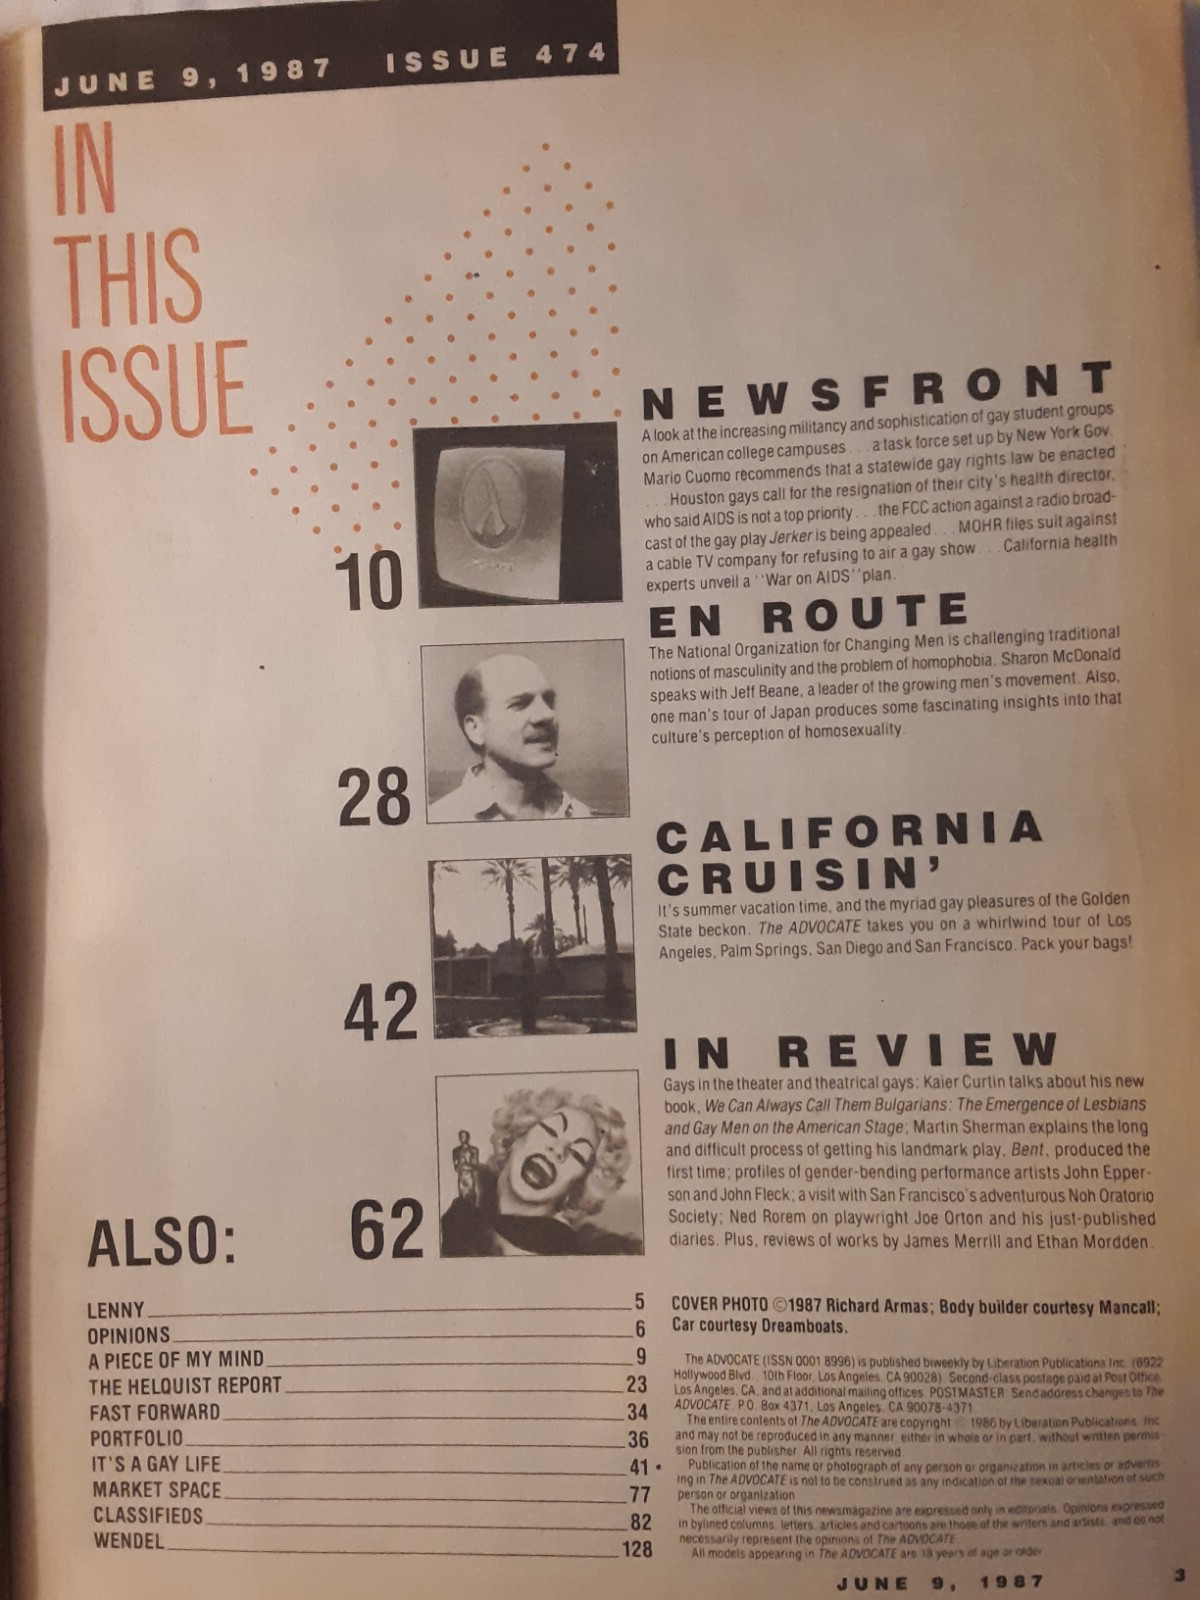 JUNE 9, 1987 ISSUE 474
IN
THIS
ISSUE
10
NEWSFRONT
A look at the increasing militancy and sophistication of gay student groups
on American college campuses . . . a task force set up by New York Gov.
Mario Cuomo recommends that a statewide gay rights law be enacted
. . . Houston gays call for the resignation of their city's health director,
who said AIDS is not a top priority . . . the FCC action against a radio broad-
cast of the gay play Jerker is being appealed . . . MOHR files suit against
a cable TV company for refusing to air a gay show . . . California health
experts unveil a "War on AIDS" plan.
28
EN ROUTE
The National Organization for Changing Men is challenging traditional
notions of masculinity and the problem of homophobia. Sharon McDonald
speaks with Jeff Beane, a leader of the growing men's movement. Also,
one man's tour of Japan produces some fascinating insights into that
culture's perception of homosexuality.
42
CALIFORNIA
CRUISIN'
It's summer vacation time, and the myriad gay pleasures of the Golden
State beckon. The ADVOCATE takes you on a whirlwind tour of Los
Angeles, Palm Springs, San Diego and San Francisco. Pack your bags!
62
IN REVIEW
Gays in the theater and theatrical gays: Kaier Curtin talks about his new
book, We Can Always Call Them Bulgarians: The Emergence of Lesbians
and Gay Men on the American Stage; Martin Sherman explains the long
and difficult process of getting his landmark play, Bent, produced the
first time; profiles of gender-bending performance artists John Epper-
son and John Fleck; a visit with San Francisco's adventurous Noh Oratorio
Society; Ned Rorem on playwright Joe Orton and his just-published
diaries. Plus, reviews of works by James Merrill and Ethan Mordden.
ALSO:
LENNY 5
OPINIONS 6
A PIECE OF MY MIND 9
THE HELQUIST REPORT 23
FAST FORWARD 34
PORTFOLIO 36
IT'S A GAY LIFE 41
MARKET SPACE 77
CLASSIFIEDS 82
WENDEL 128
COVER PHOTO ©1987 Richard Armas; Body builder courtesy Mancall;
Car courtesy Dreamboats.
The ADVOCATE (ISSN 0001 8996) is published biweekly by Liberation Publications Inc. (6922
Hollywood Blvd., 10th Floor, Los Angeles, CA 90028). Second-class postage paid at Post Office,
Los Angeles, CA, and at additional mailing offices. POSTMASTER: Send address changes to The
ADVOCATE, P.O. Box 4371, Los Angeles, CA 90078-4371.
The entire contents of The ADVOCATE are copyright © 1986 by Liberation Publications, Inc.
and may not be reproduced in any manner, either in whole or in part, without written permis-
sion from the publisher. All rights reserved.
Publication of the name or photograph of any person or organization in articles or advertis-
ing in The ADVOCATE is not to be construed as any indication of the sexual orientation of such
person or organization.
The official views of this newsmagazine are expressed only in editorials. Opinions expressed
in bylined columns, letters, articles and cartoons are those of the writers and artists, and do not
necessarily represent the opinions of The ADVOCATE.
All models appearing in The ADVOCATE are 18 years of age or older.
JUNE 9, 1987 3